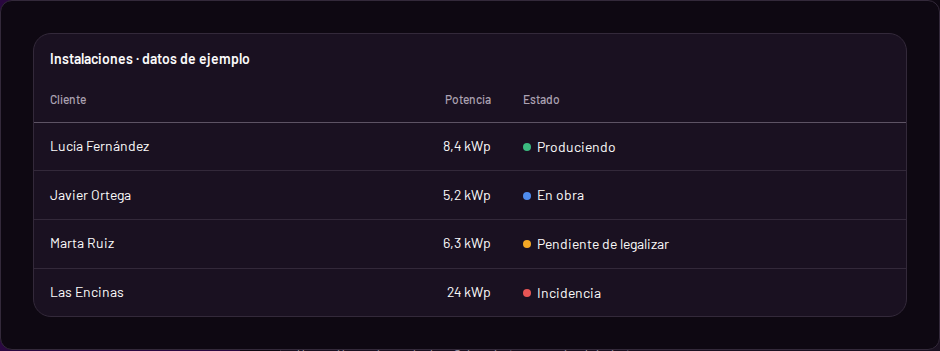 Instalaciones · datos de ejemplo
Cliente Potencia Estado
Lucía Fernández 8,4 kWp Produciendo
Javier Ortega 5,2 kWp En obra
Marta Ruiz 6,3 kWp Pendiente de legalizar
Las Encinas 24 kWp Incidencia